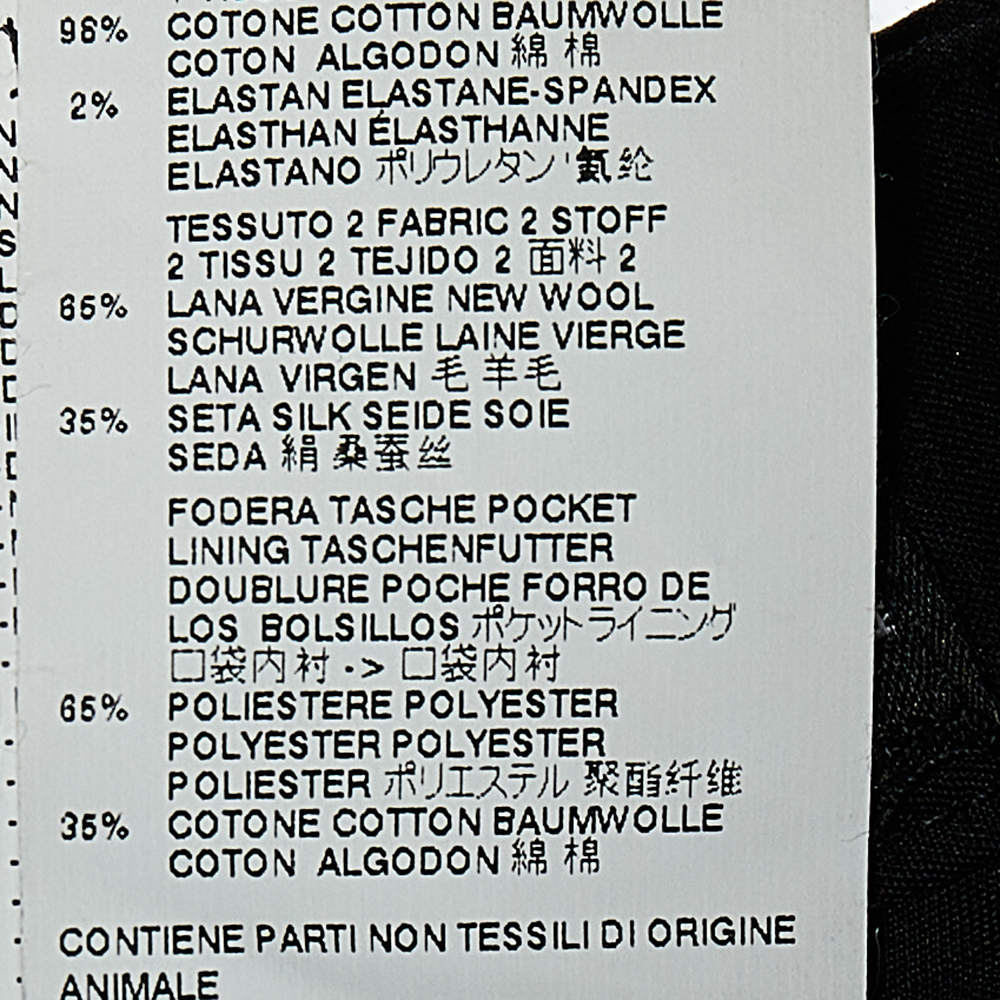 98% COTONE COTTON BAUMWOLLE
COTON ALGODON 綿 棉
2% ELASTAN ELASTANE-SPANDEX
ELASTHAN ÉLASTHANNE
ELASTANO ポリウレタン '氨纶
TESSUTO 2 FABRIC 2 STOFF
2 TISSU 2 TEJIDO 2 面料 2
65% LANA VERGINE NEW WOOL
SCHURWOLLE LAINE VIERGE
LANA VIRGEN 毛 羊毛
35% SETA SILK SEIDE SOIE
SEDA 絹 桑蚕丝
FODERA TASCHE POCKET
LINING TASCHENFUTTER
DOUBLURE POCHE FORRO DE
LOS BOLSILLOS ポケットライニング
口袋内衬 -> 口袋内衬
65% POLIESTERE POLYESTER
POLYESTER POLYESTER
POLIESTER ポリエステル 聚酯纤维
35% COTONE COTTON BAUMWOLLE
COTON ALGODON 綿 棉
CONTIENE PARTI NON TESSILI DI ORIGINE
ANIMALE